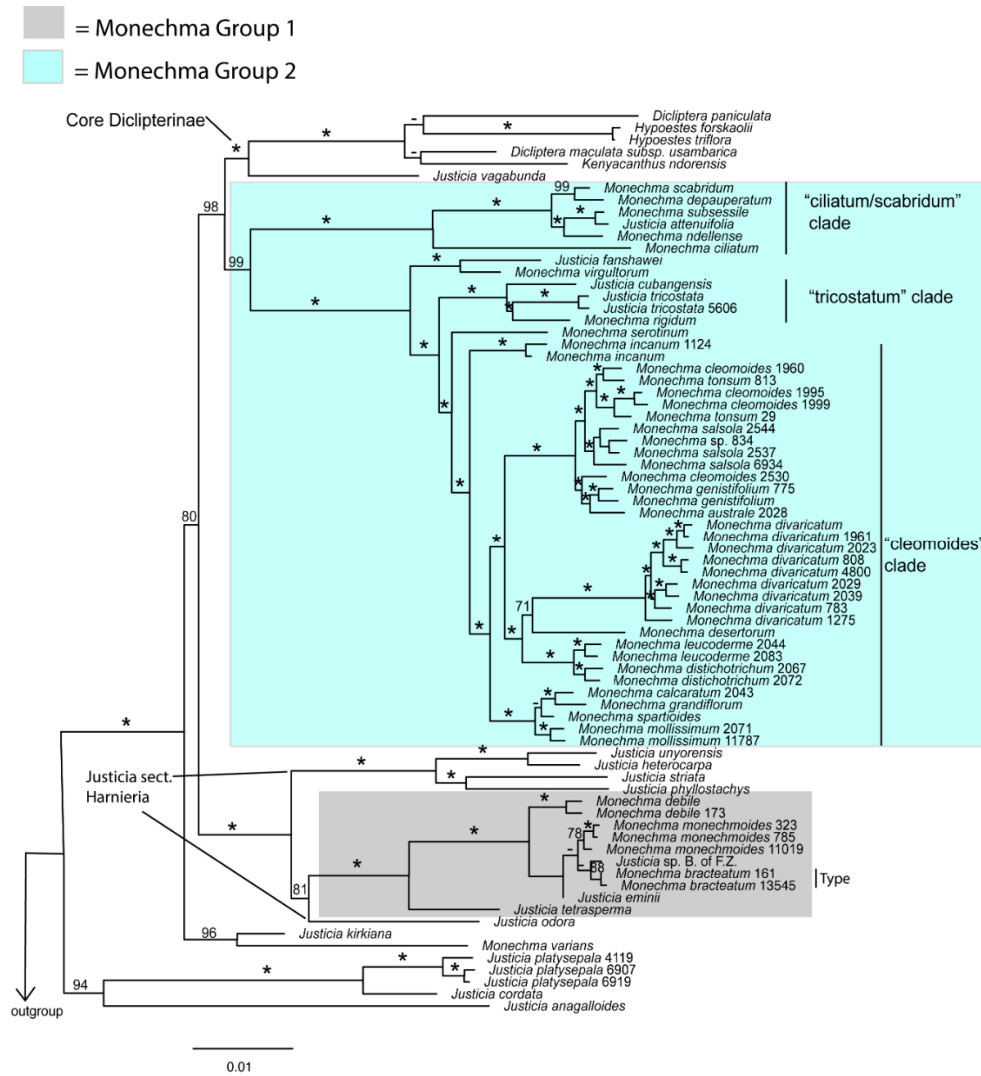 = Monechma Group 1
= Monechma Group 2
Core Diclipterinae
*
*
-
Dicliptera paniculata
*
Hypoestes forskaolii
Hypoestes triflora
-
Dicliptera maculata subsp. usambarica
Kenyacanthus ndorensis
Justicia vagabunda
98
99
*
*
99
Monechma scabridum
Monechma depauperatum
*
*
Monechma subsessile
Justicia attenuifolia
Monechma ndellense
Monechma ciliatum
"ciliatum/scabridum"
clade
*
*
Justicia fanshawei
Monechma virgultorum
*
*
Justicia cubangensis
*
*
Justicia tricostata
Justicia tricostata 5606
Monechma rigidum
"tricostatum" clade
*
Monechma serotinum
*
*
Monechma incanum 1124
Monechma incanum
*
*
*
*
Monechma cleomoides 1960
Monechma tonsum 813
*
*
Monechma cleomoides 1995
Monechma cleomoides 1999
Monechma tonsum 29
*
Monechma salsola 2544
Monechma sp. 834
Monechma salsola 2537
Monechma salsola 6934
*
*
*
Monechma cleomoides 2530
Monechma genistifolium 775
Monechma genistifolium
Monechma australe 2028
"cleomoides"
clade
*
*
71
*
*
*
*
Monechma divaricatum
Monechma divaricatum 1961
Monechma divaricatum 2023
*
Monechma divaricatum 808
Monechma divaricatum 4800
*
*
Monechma divaricatum 2029
Monechma divaricatum 2039
Monechma divaricatum 783
Monechma divaricatum 1275
Monechma desertorum
*
*
*
Monechma leucoderme 2044
Monechma leucoderme 2083
Monechma distichotrichum 2067
Monechma distichotrichum 2072
*
*
-
*
Monechma calcaratum 2043
Monechma grandiflorum
Monechma spartioides
Monechma mollissimum 2071
Monechma mollissimum 11787
80
*
Justicia sect.
Harnieria
*
*
*
*
Justicia unyorensis
Justicia heterocarpa
Justicia striata
Justicia phyllostachys
81
*
*
*
Monechma debile
Monechma debile 173
-
78
*
Monechma monechmoides 323
Monechma monechmoides 785
Monechma monechmoides 11019
-
88
Justicia sp. B. of F.Z.
Monechma bracteatum 161
Monechma bracteatum 13545
Type
Justicia eminii
Justicia tetrasperma
Justicia odora
96
Justicia kirkiana
Monechma varians
94
*
*
*
Justicia platysepala 4119
Justicia platysepala 6907
Justicia platysepala 6919
Justicia cordata
Justicia anagalloides
outgroup
0.01